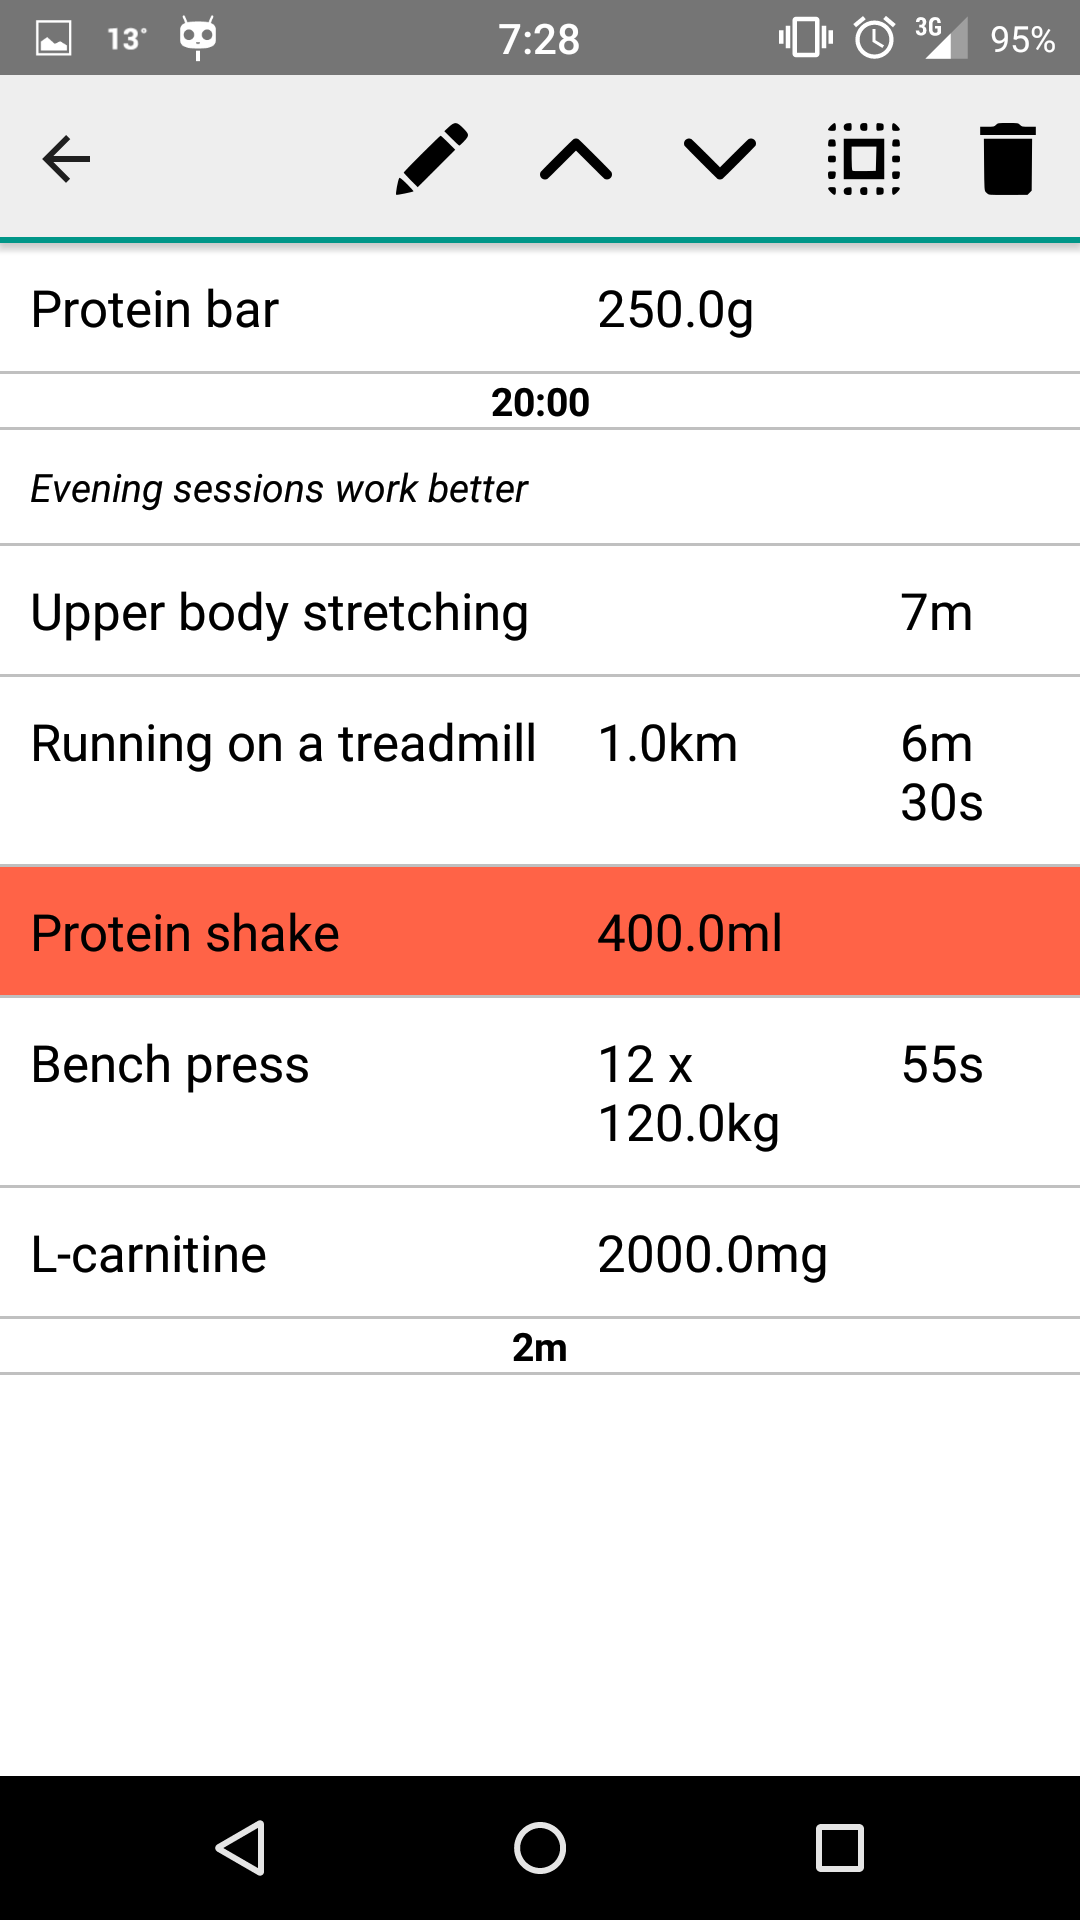 13° 7:28 3G 95%
Protein bar 250.0g
20:00
Evening sessions work better
Upper body stretching 7m
Running on a treadmill 1.0km 6m
30s
Protein shake 400.0ml
Bench press 12 x 55s
120.0kg
L-carnitine 2000.0mg
2m